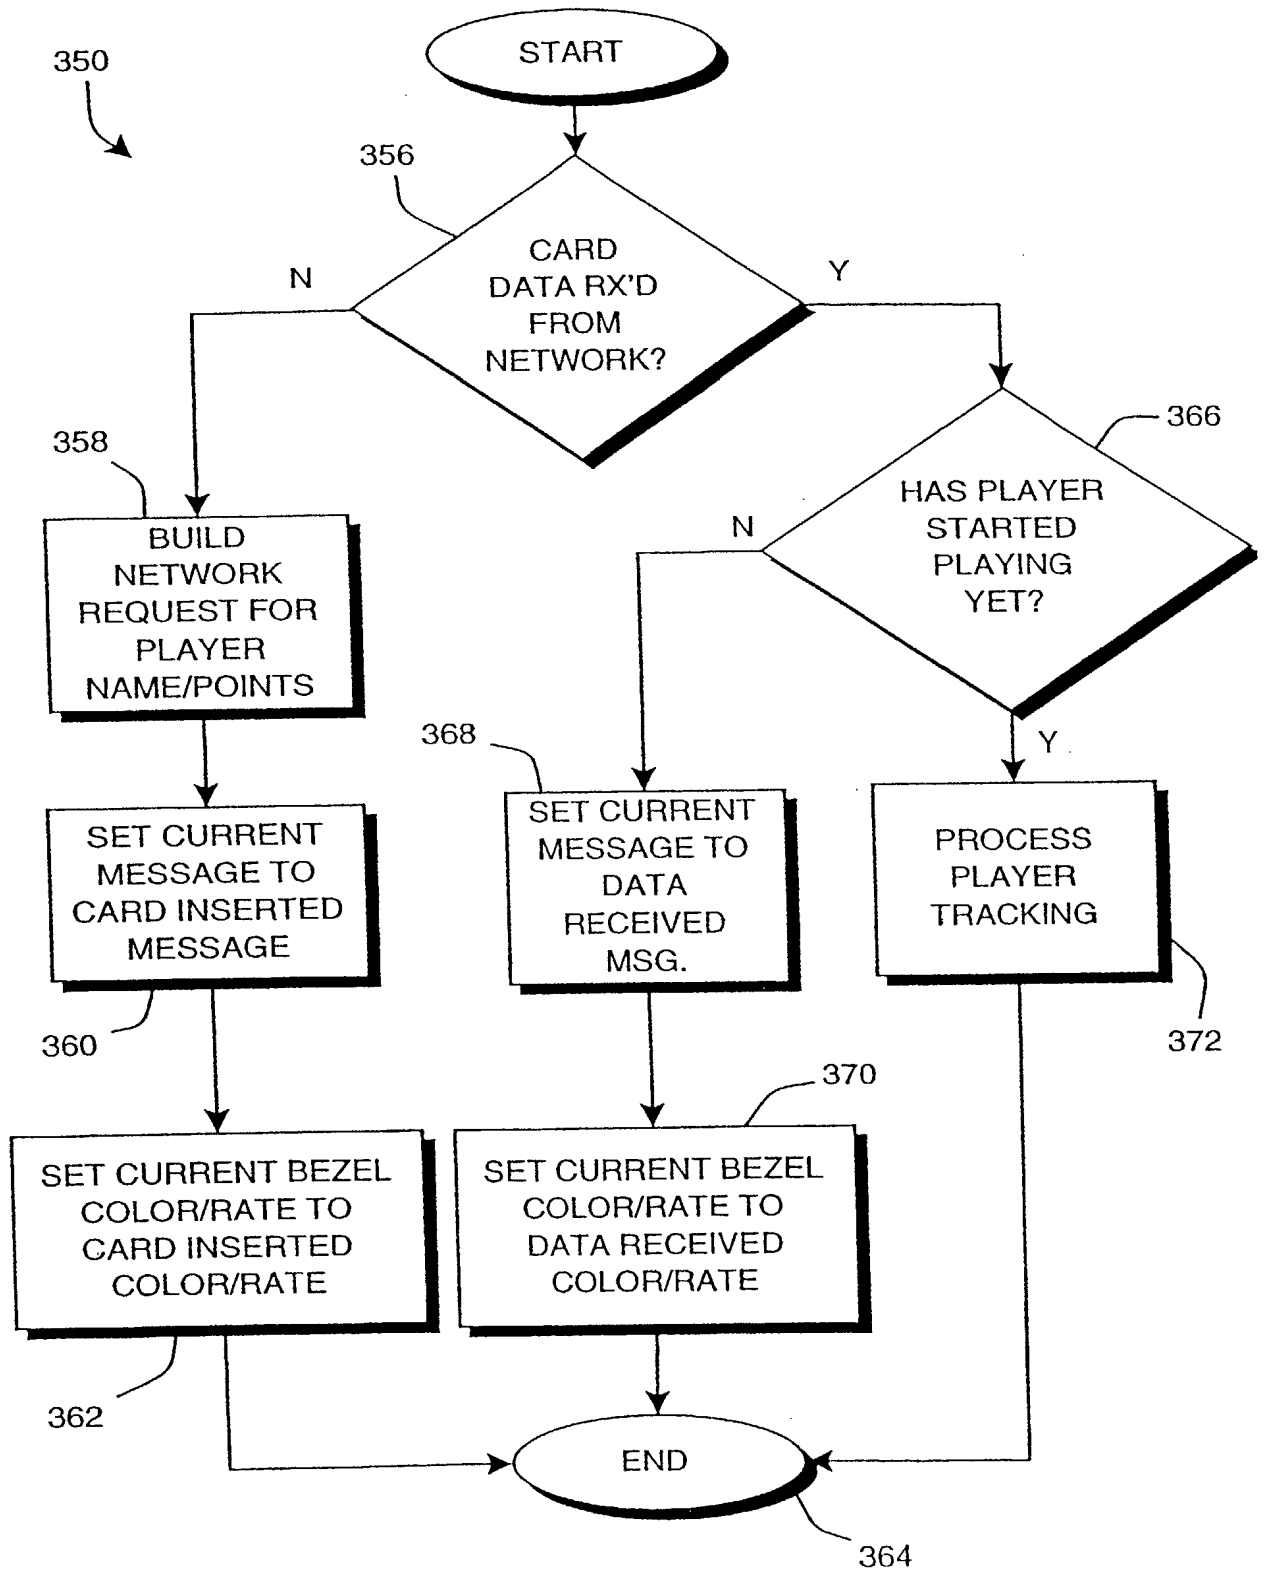 START
350
356
CARD
DATA RX'D
FROM
NETWORK?
N
Y
358
BUILD
NETWORK
REQUEST FOR
PLAYER
NAME/POINTS
366
HAS PLAYER
STARTED
PLAYING
YET?
N
Y
SET CURRENT
MESSAGE TO
CARD INSERTED
MESSAGE
360
368
SET CURRENT
MESSAGE TO
DATA
RECEIVED
MSG.
PROCESS
PLAYER
TRACKING
372
SET CURRENT BEZEL
COLOR/RATE TO
CARD INSERTED
COLOR/RATE
362
370
SET CURRENT BEZEL
COLOR/RATE TO
DATA RECEIVED
COLOR/RATE
END
364